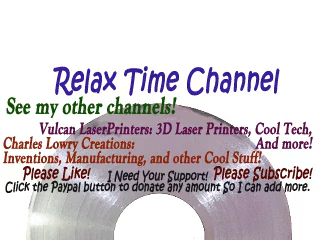 Relax Time Channel
See my other channels!
Vulcan LaserPrinters: 3D Laser Printers, Cool Tech,
Charles Lowry Creations: And more!
Inventions, Manufacturing, and other Cool Stuff!
Please Like! I Need Your Support! Please Subscribe!
Click the Paypal button to donate any amount So I can add more.